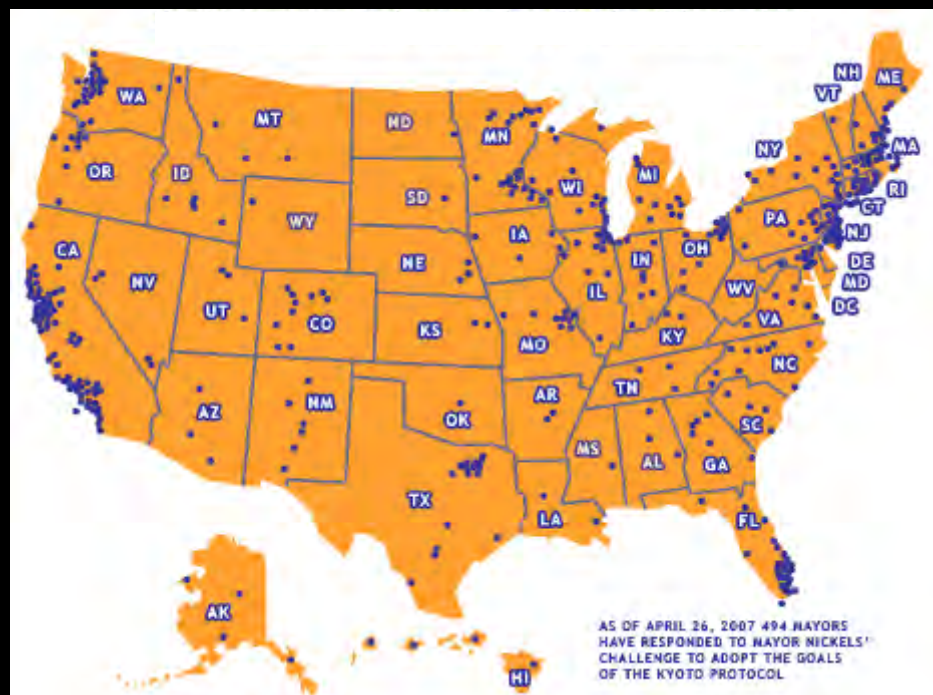 NH
ME
VT
WA
MT
ND
MN
MA
NY
OR
ID
WI
MI
RI
SD
CT
WY
PA
IA
NJ
CA
OH
NE
IN
DE
NV
IL
WV
MD
UT
CO
DC
KS
VA
MO
KY
NC
TN
AR
AZ
NM
OK
SC
MS
AL
GA
TX
LA
FL
AK
HI
AS OF APRIL 26, 2007 494 MAYORS
HAVE RESPONDED TO MAYOR NICKELS'
CHALLENGE TO ADOPT THE GOALS
OF THE KYOTO PROTOCOL